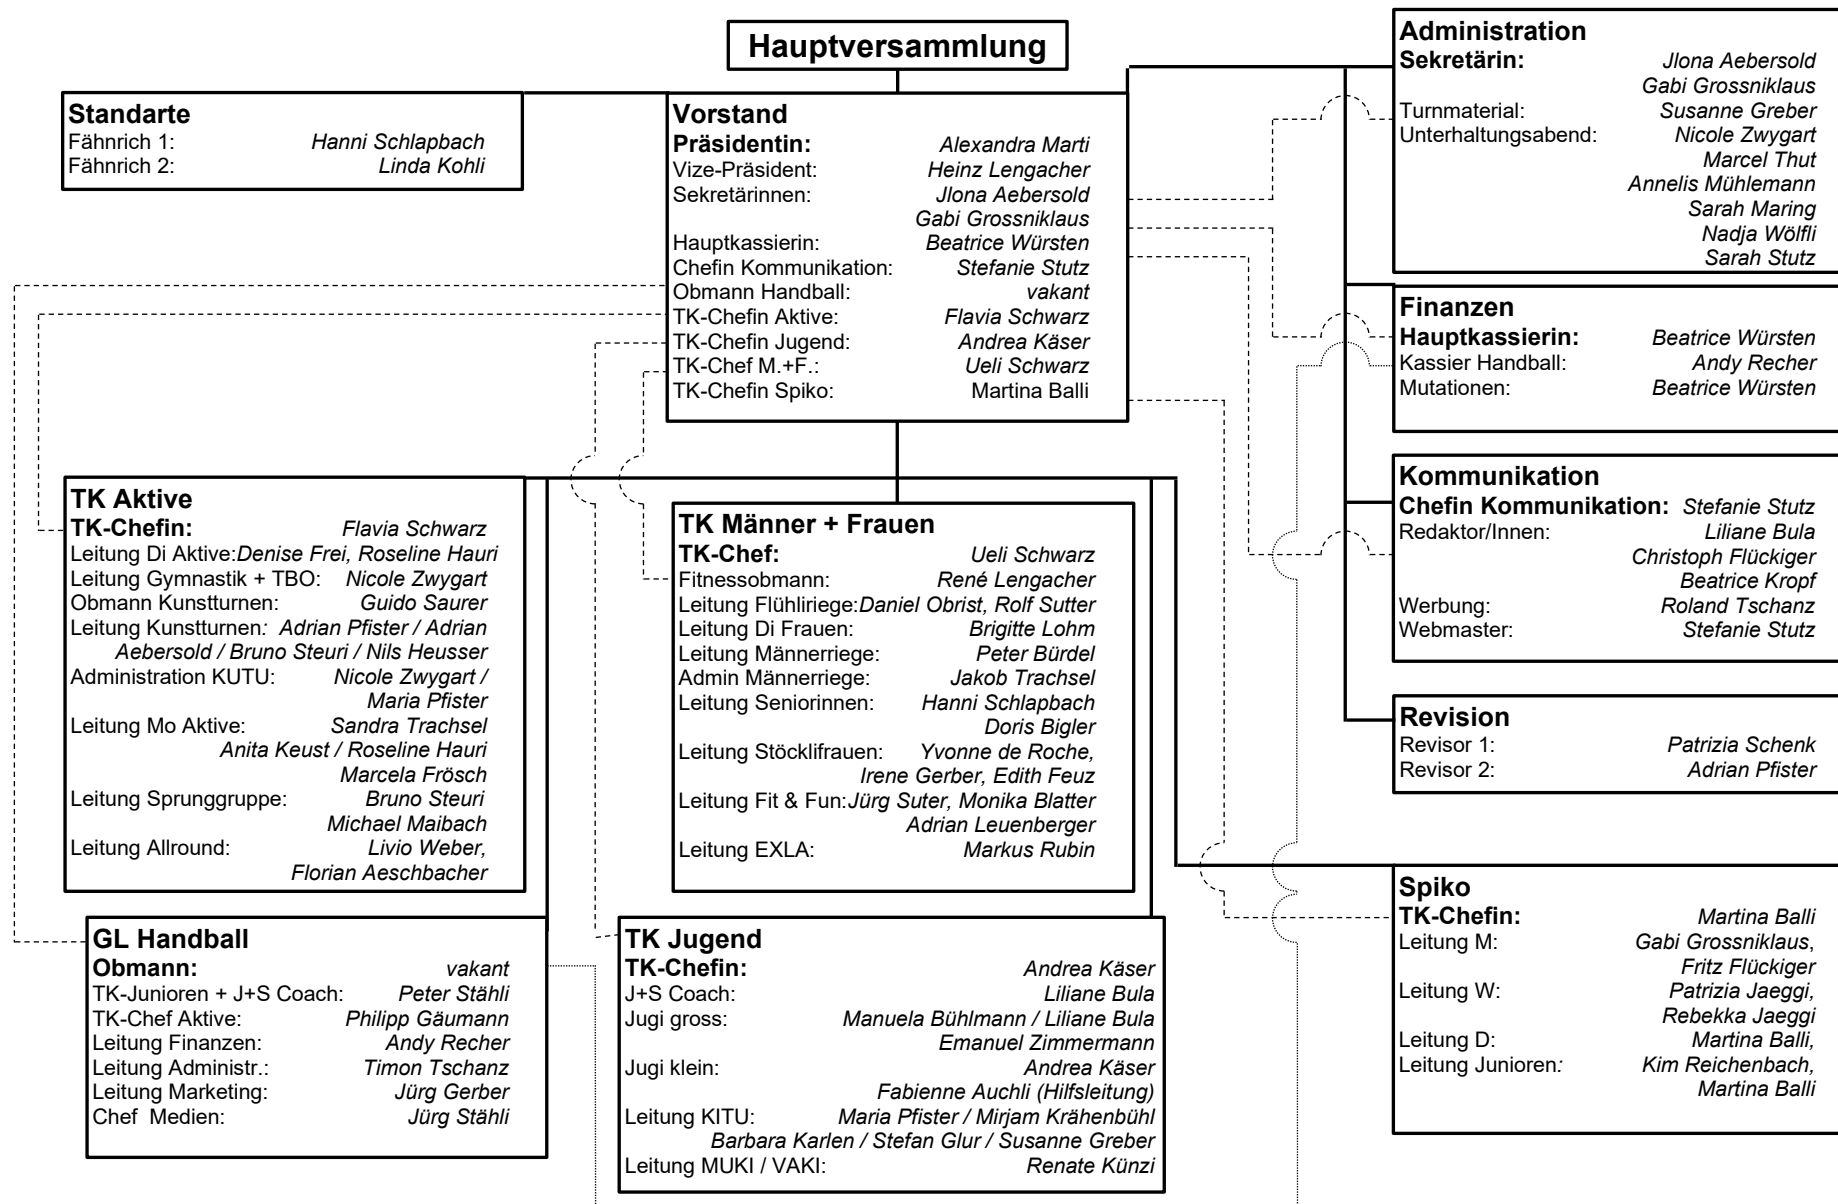 Hauptversammlung
Standarte
Fähnrich 1: Hanni Schlapbach
Fähnrich 2: Linda Kohli
Vorstand
Präsidentin: Alexandra Marti
Vize-Präsident: Heinz Lengacher
Sekretärinnen: Jlona Aebersold
Gabi Grossniklaus
Hauptkassierin: Beatrice Würsten
Chefin Kommunikation: Stefanie Stutz
Obmann Handball: vakant
TK-Chefin Aktive: Flavia Schwarz
TK-Chefin Jugend: Andrea Käser
TK-Chef M.+F.: Ueli Schwarz
TK-Chefin Spiko: Martina Balli
Administration
Sekretärin: Jlona Aebersold
Gabi Grossniklaus
Turnmaterial: Susanne Greber
Unterhaltungsabend: Nicole Zwygart
Marcel Thut
Annelis Mühlemann
Sarah Maring
Nadja Wölfli
Sarah Stutz
Finanzen
Hauptkassierin: Beatrice Würsten
Kassier Handball: Andy Recher
Mutationen: Beatrice Würsten
Kommunikation
Chefin Kommunikation: Stefanie Stutz
Redaktor/Innen: Liliane Bula
Christoph Flückiger
Beatrice Kropf
Werbung: Roland Tschanz
Webmaster: Stefanie Stutz
Revision
Revisor 1: Patrizia Schenk
Revisor 2: Adrian Pfister
TK Aktive
TK-Chefin: Flavia Schwarz
Leitung Di Aktive:Denise Frei, Roseline Hauri
Leitung Gymnastik + TBO: Nicole Zwygart
Obmann Kunstturnen: Guido Saurer
Leitung Kunstturnen: Adrian Pfister / Adrian
Aebersold / Bruno Steuri / Nils Heusser
Administration KUTU: Nicole Zwygart /
Maria Pfister
Leitung Mo Aktive: Sandra Trachsel
Anita Keust / Roseline Hauri
Marcela Frösch
Leitung Sprunggruppe: Bruno Steuri
Michael Maibach
Leitung Allround: Livio Weber,
Florian Aeschbacher
TK Männer + Frauen
TK-Chef: Ueli Schwarz
Fitnessobmann: René Lengacher
Leitung Flühliriege:Daniel Obrist, Rolf Sutter
Leitung Di Frauen: Brigitte Lohm
Leitung Männerriege: Peter Bürdel
Admin Männerriege: Jakob Trachsel
Leitung Seniorinnen: Hanni Schlapbach
Doris Bigler
Leitung Stöcklifrauen: Yvonne de Roche,
Irene Gerber, Edith Feuz
Leitung Fit & Fun:Jürg Suter, Monika Blatter
Adrian Leuenberger
Leitung EXLA: Markus Rubin
GL Handball
Obmann: vakant
TK-Junioren + J+S Coach: Peter Stähli
TK-Chef Aktive: Philipp Gäumann
Leitung Finanzen: Andy Recher
Leitung Administr.: Timon Tschanz
Leitung Marketing: Jürg Gerber
Chef Medien: Jürg Stähli
TK Jugend
TK-Chefin: Andrea Käser
J+S Coach: Liliane Bula
Jugi gross: Manuela Bühlmann / Liliane Bula
Emanuel Zimmermann
Jugi klein: Andrea Käser
Fabienne Auchli (Hilfsleitung)
Leitung KITU: Maria Pfister / Mirjam Krähenbühl
Barbara Karlen / Stefan Glur / Susanne Greber
Leitung MUKI / VAKI: Renate Künzi
Spiko
TK-Chefin: Martina Balli
Leitung M: Gabi Grossniklaus,
Fritz Flückiger
Leitung W: Patrizia Jaeggi,
Rebekka Jaeggi
Leitung D: Martina Balli,
Leitung Junioren: Kim Reichenbach,
Martina Balli